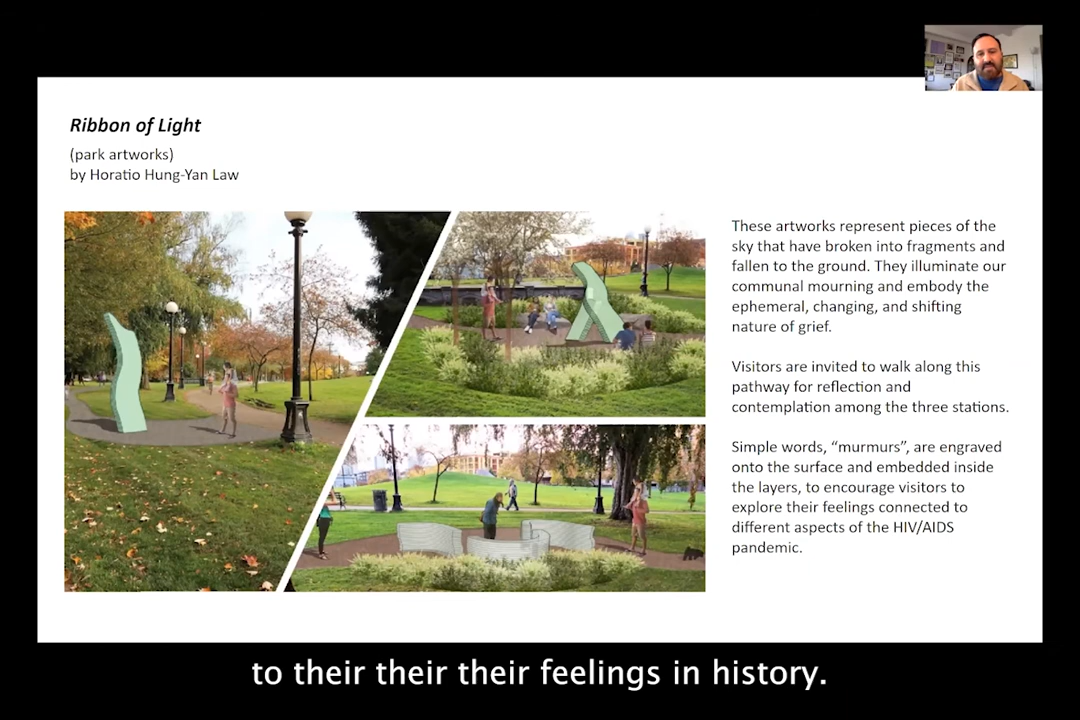 Ribbon of Light
(park artworks)
by Horatio Hung-Yan Law
These artworks represent pieces of the
sky that have broken into fragments and
fallen to the ground. They illuminate our
communal mourning and embody the
ephemeral, changing, and shifting
nature of grief.
Visitors are invited to walk along this
pathway for reflection and
contemplation among the three stations.
Simple words, “murmurs”, are engraved
onto the surface and embedded inside
the layers, to encourage visitors to
explore their feelings connected to
different aspects of the HIV/AIDS
pandemic.
to their their their feelings in history.